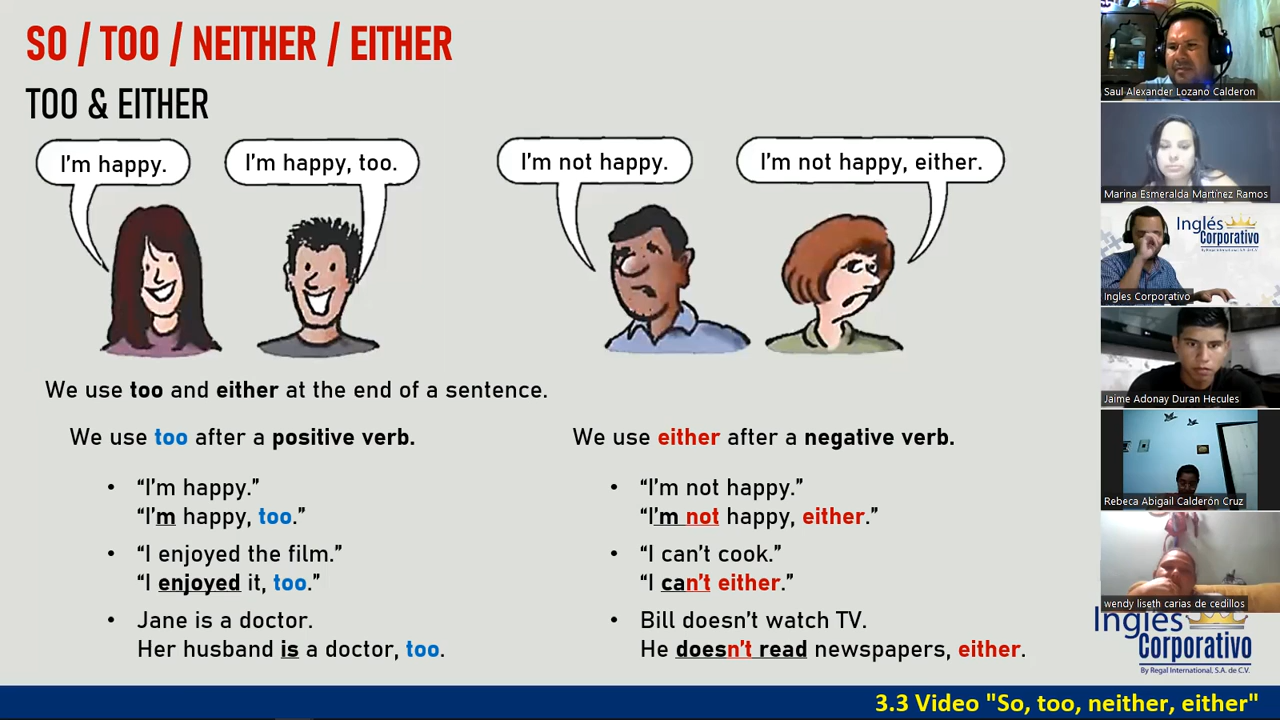 SO / TOO / NEITHER / EITHER
TOO & EITHER
I'm happy.
I'm happy, too.
I'm not happy.
I'm not happy, either.
We use too and either at the end of a sentence.
We use too after a positive verb.
• “I'm happy.”
“I'm happy, too.”
• “I enjoyed the film.”
“I enjoyed it, too.”
• Jane is a doctor.
Her husband is a doctor, too.
We use either after a negative verb.
• “I'm not happy.”
“I'm not happy, either.”
• “I can't cook.”
“I can't either.”
• Bill doesn't watch TV.
He doesn't read newspapers, either.
Saul Alexander Lozano Calderon
Marina Esmeralda Martinez Ramos
Inglés
Corporativo
By Regal International, S.A. de C.V.
Ingles Corporativo
Jaime Adonay Duran Hecules
Rebeca Abigail Calderón Cruz
wendy liseth carias de cedillos
Inglés
Corporativo
By Regal International, S.A. de C.V.
3.3 Video "So, too, neither, either"